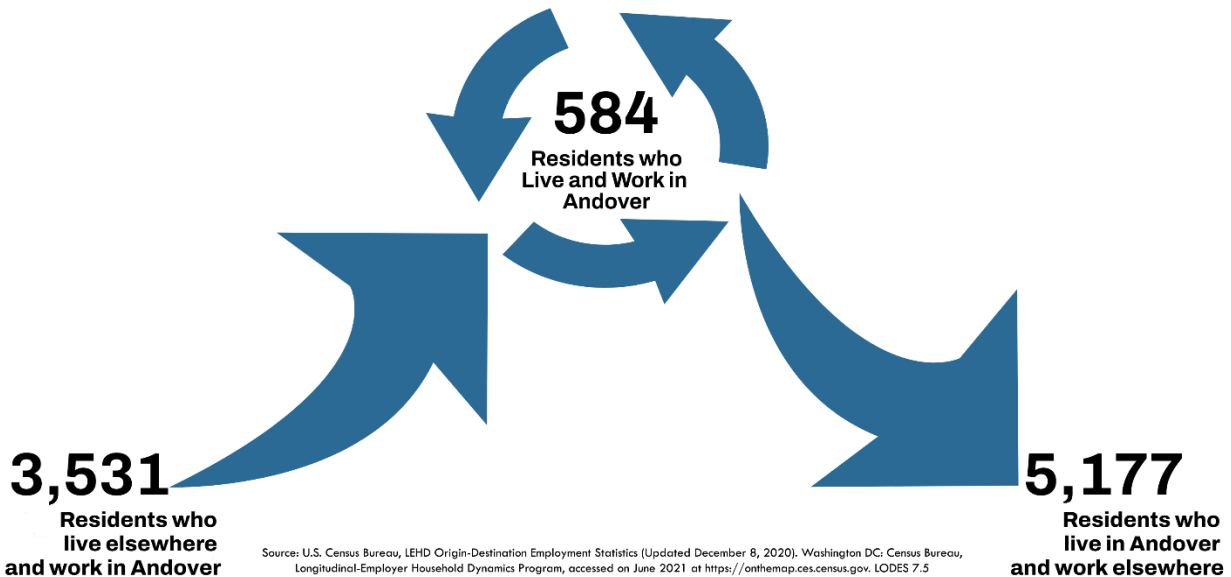 584
Residents who
Live and Work in
Andover
3,531
Residents who
live elsewhere
and work in Andover
5,177
Residents who
live in Andover
and work elsewhere
Source: U.S. Census Bureau, LEHD Origin-Destination Employment Statistics (Updated December 8, 2020). Washington DC: Census Bureau,
Longitudinal-Employer Household Dynamics Program, accessed on June 2021 at https://onthemap.ces.census.gov. LODES 7.5